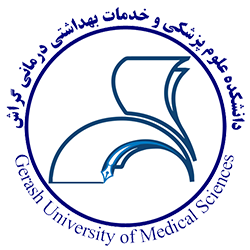 دانشکده علوم پزشکی و خدمات بهداشتی درمانی گراش
Gerash University of Medical Sciences